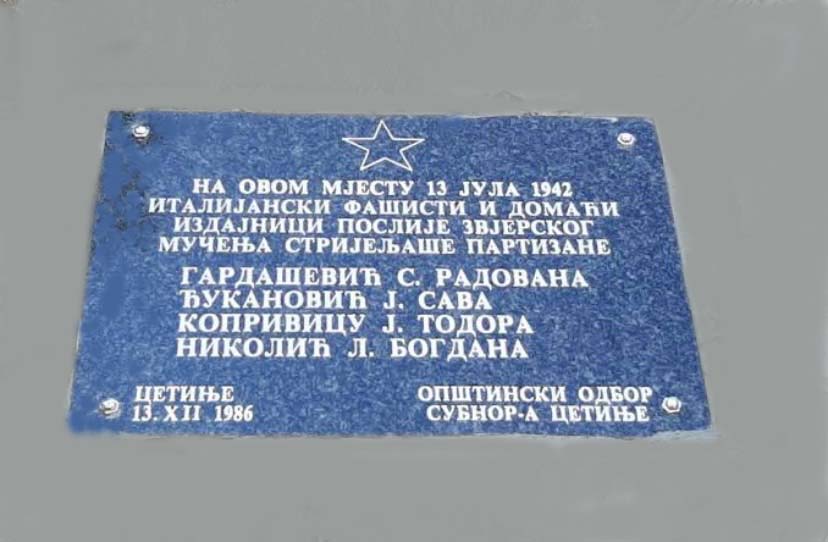 НА ОВОМ МЈЕСТУ 13 ЈУЛА 1942
ИТАЛИЈАНСКИ ФАШИСТИ И ДОМАЋИ
ИЗДАЈНИЦИ ПОСЛИЈЕ ЗВЈЕРСКОГ
МУЧЕЊА СТРИЈЕЉАШЕ ПАРТИЗАНЕ
ГАРДАШЕВИЋ С. РАДОВАНА
ЂУКАНОВИЋ Ј. САВА
КОПРИВИЦУ Ј. ТОДОРА
НИКОЛИЋ Л. БОГДАНА
ЦЕТИЊЕ
13. XII 1986
ОПШТИНСКИ ОДБОР
СУБНОР-А ЦЕТИЊЕ